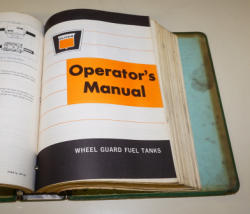 Operator's
Manual
WHEEL GUARD FUEL TANKS